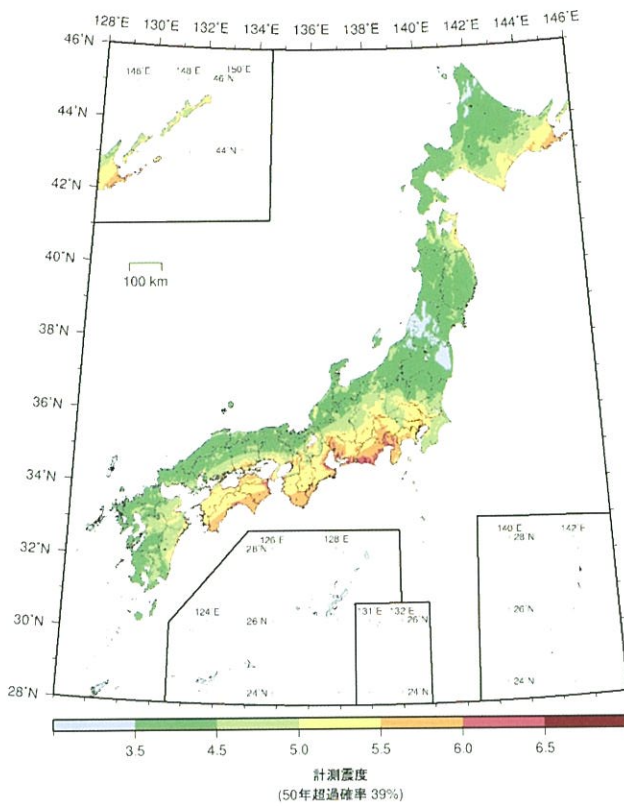 128°E 130°E 132°E 134°E 136°E 138°E 140°E 142°E 144°E 146°E
46°N
44°N
42°N
40°N
38°N
36°N
34°N
32°N
30°N
28°N
148°E 150°E
46°N
44°N
100 km
126°E 128°E
28°N
124°E
26°N
24°N
131°E 132°E
26°N
24°N
140°E 142°E
28°N
26°N
24°N
3.5 4.5 5.0 5.5 6.0 6.5
計測震度
(50年超過確率 39%)